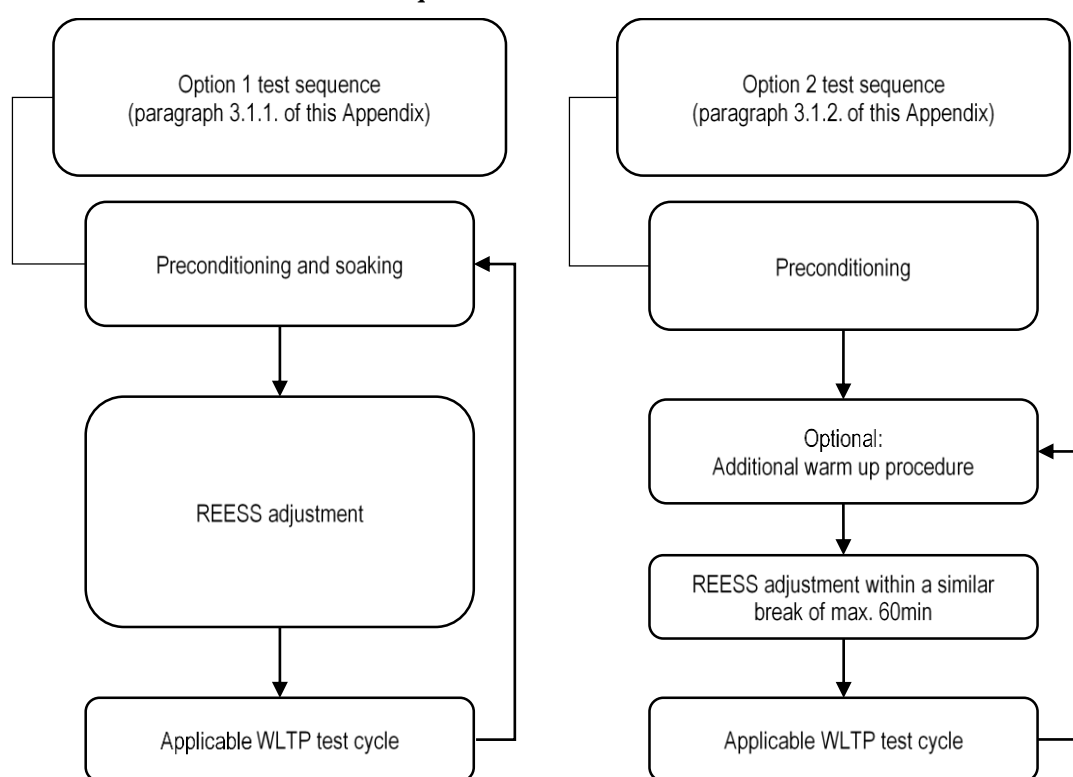 Option 1 test sequence
(paragraph 3.1.1. of this Appendix)
Preconditioning and soaking
REESS adjustment
Applicable WLTP test cycle
Option 2 test sequence
(paragraph 3.1.2. of this Appendix)
Preconditioning
Optional:
Additional warm up procedure
REESS adjustment within a similar
break of max. 60min
Applicable WLTP test cycle